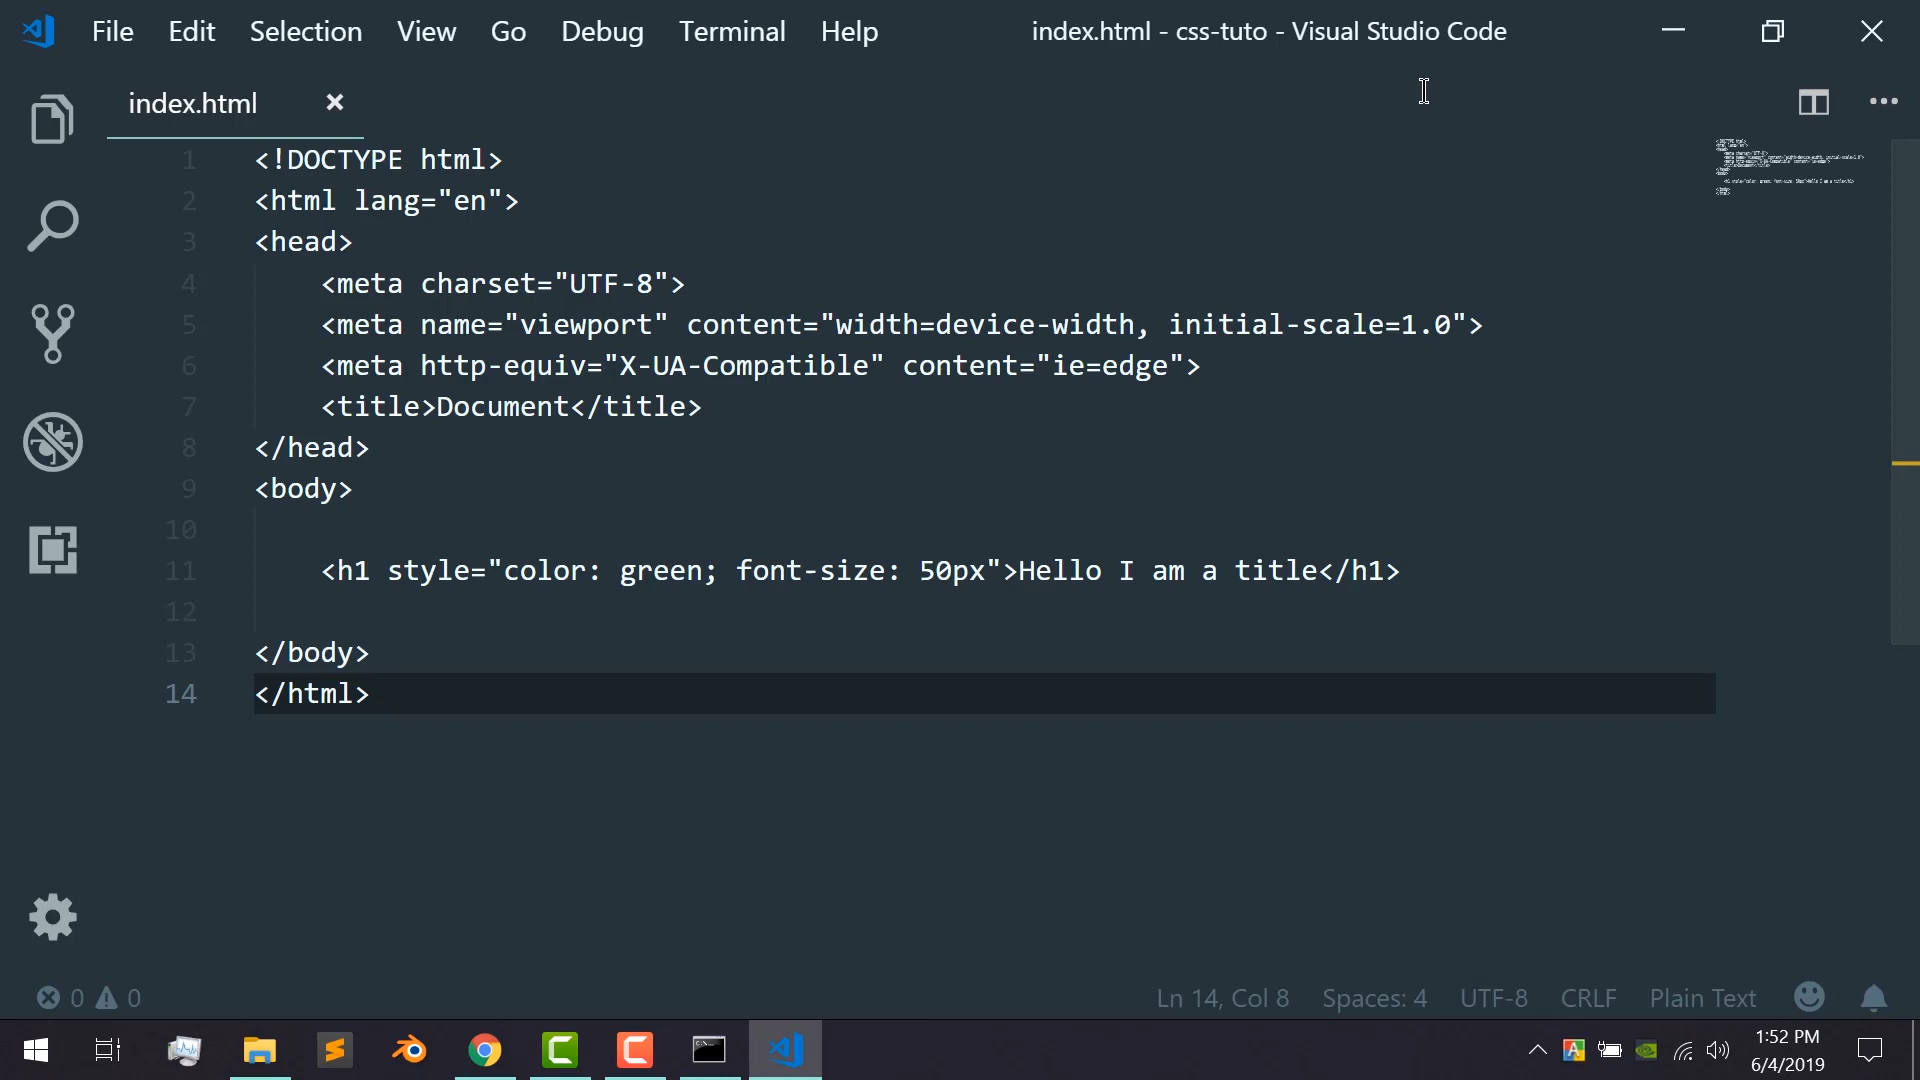 File Edit Selection View Go Debug Terminal Help index.html - css-tuto - Visual Studio Code
index.html
1 <!DOCTYPE html>
2 <html lang="en">
3 <head>
4     <meta charset="UTF-8">
5     <meta name="viewport" content="width=device-width, initial-scale=1.0">
6     <meta http-equiv="X-UA-Compatible" content="ie=edge">
7     <title>Document</title>
8 </head>
9 <body>
10
11     <h1 style="color: green; font-size: 50px">Hello I am a title</h1>
12
13 </body>
14 </html>
0 0 Ln 14, Col 8 Spaces: 4 UTF-8 CRLF Plain Text
1:52 PM
6/4/2019